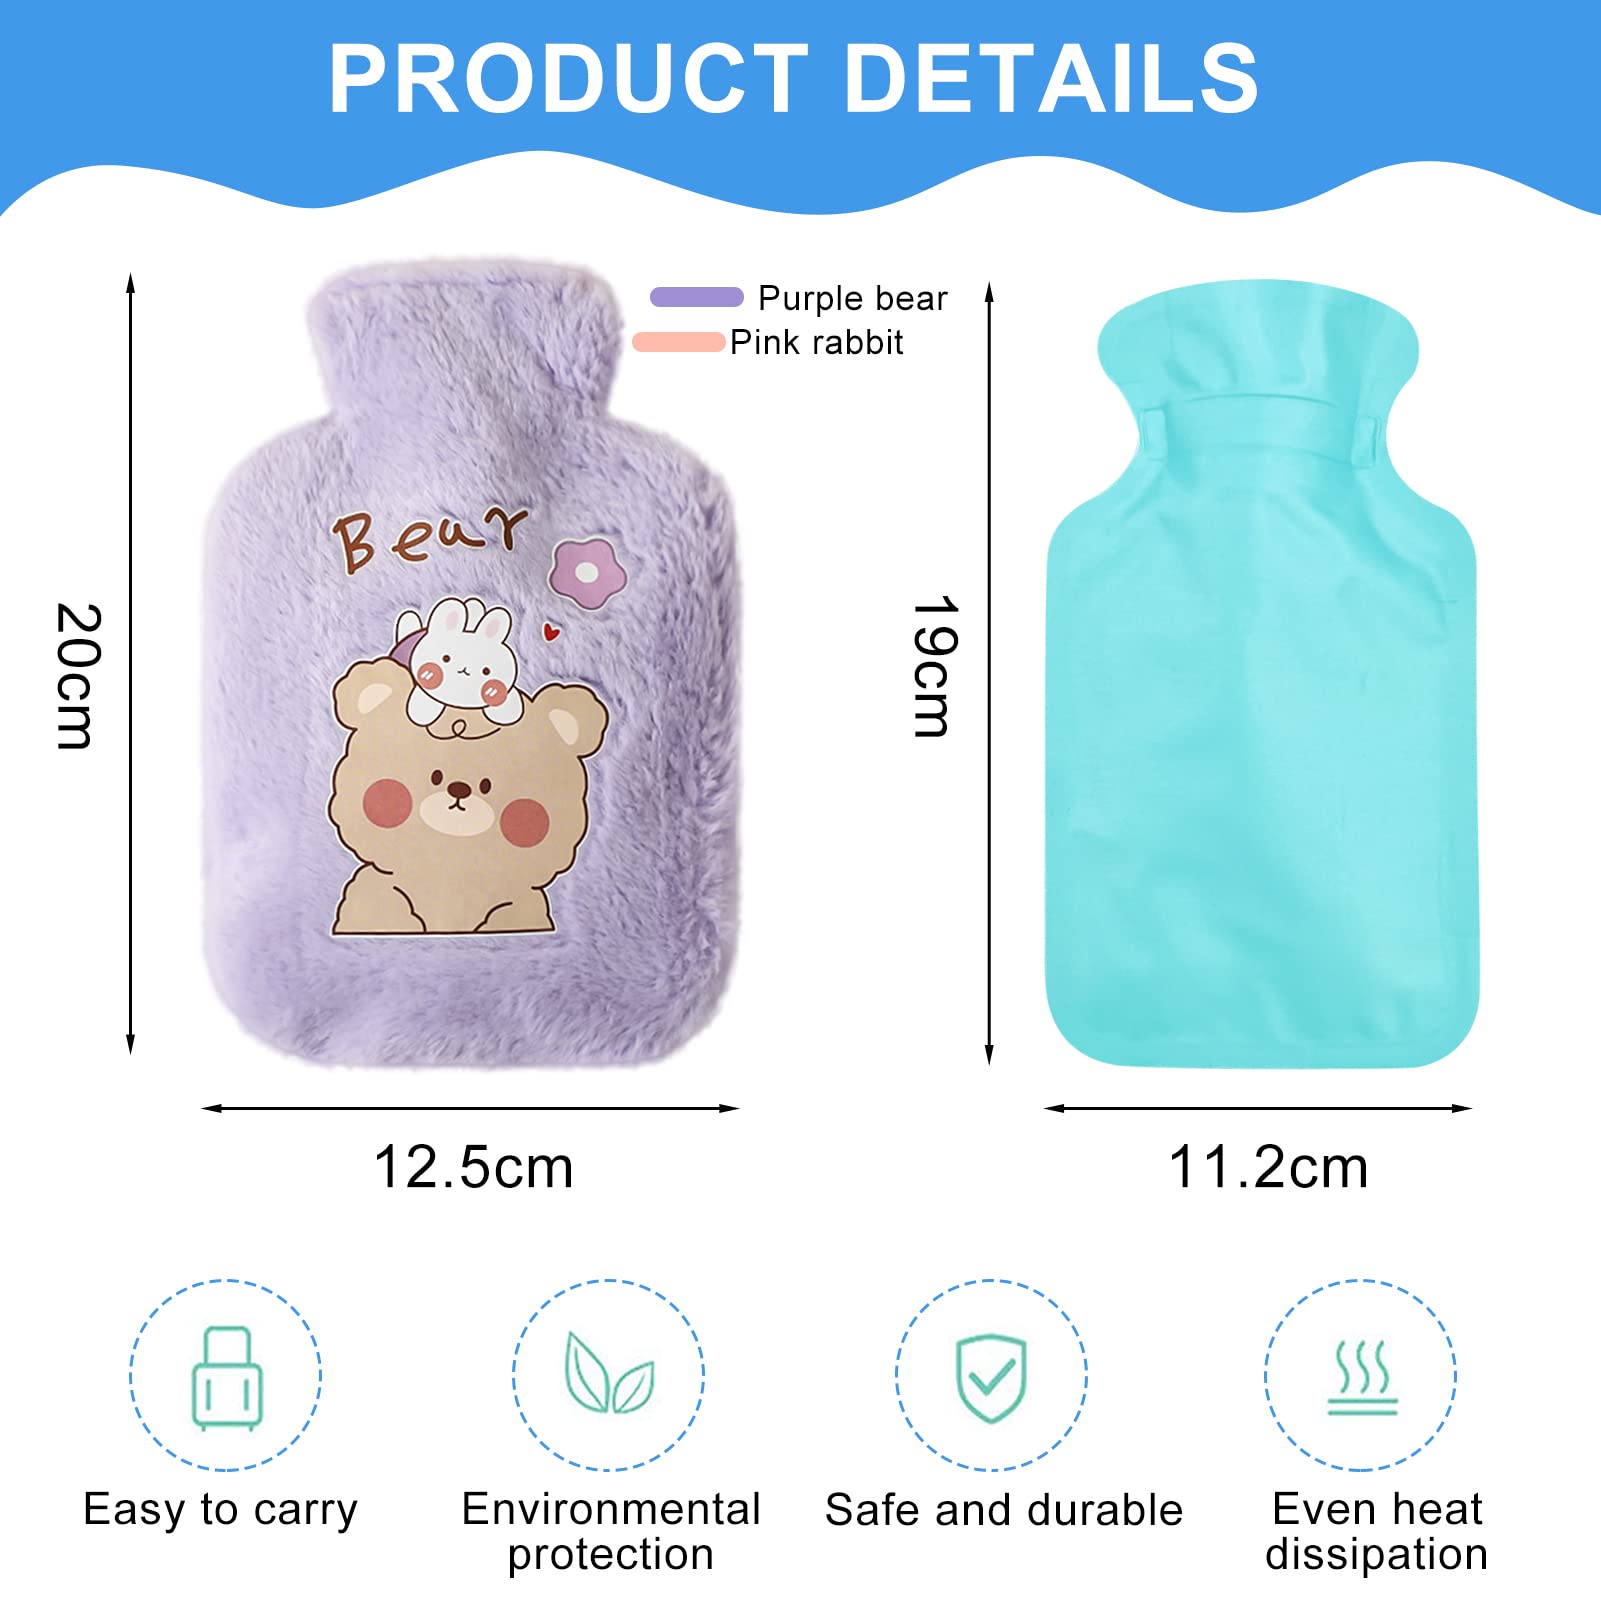 PRODUCT DETAILS
Purple bear
Pink rabbit
Bear
20cm
19cm
12.5cm
11.2cm
Easy to carry
Environmental
protection
Safe and durable
Even heat
dissipation